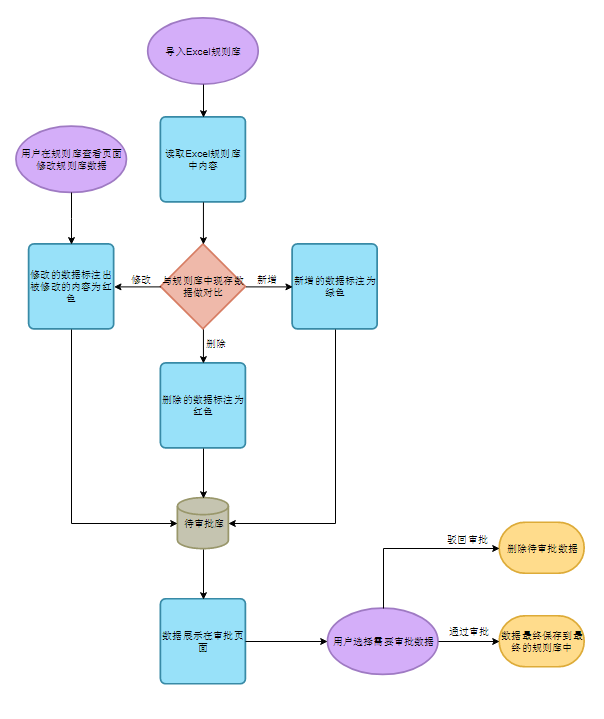 导入Excel规则库
读取Excel规则库
中内容
用户在规则库查看页面
修改规则库数据
修改的数据标注出
被修改的内容为红
色
修改
与规则库中现存数
据做对比
新增
新增的数据标注为
绿色
删除
删除的数据标注为
红色
待审批库
数据展示在审批页
面
用户选择需要审批数据
驳回审批
删除待审批数据
通过审批
数据最终保存到最
终的规则库中